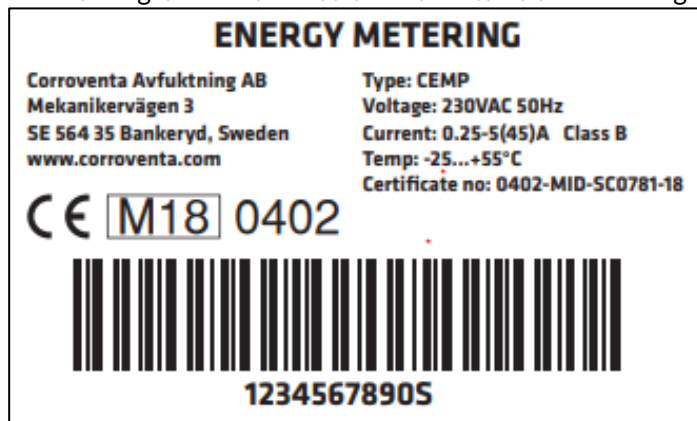 ENERGY METERING
Corroventa Avfuktning AB
Mekanikervägen 3
SE 564 35 Bankeryd, Sweden
www.corroventa.com
Type: CEMP
Voltage: 230VAC 50Hz
Current: 0.25-5(45)A Class B
Temp: -25...+55°C
Certificate no: 0402-MID-SC0781-18
CE M18 0402
1234567890S